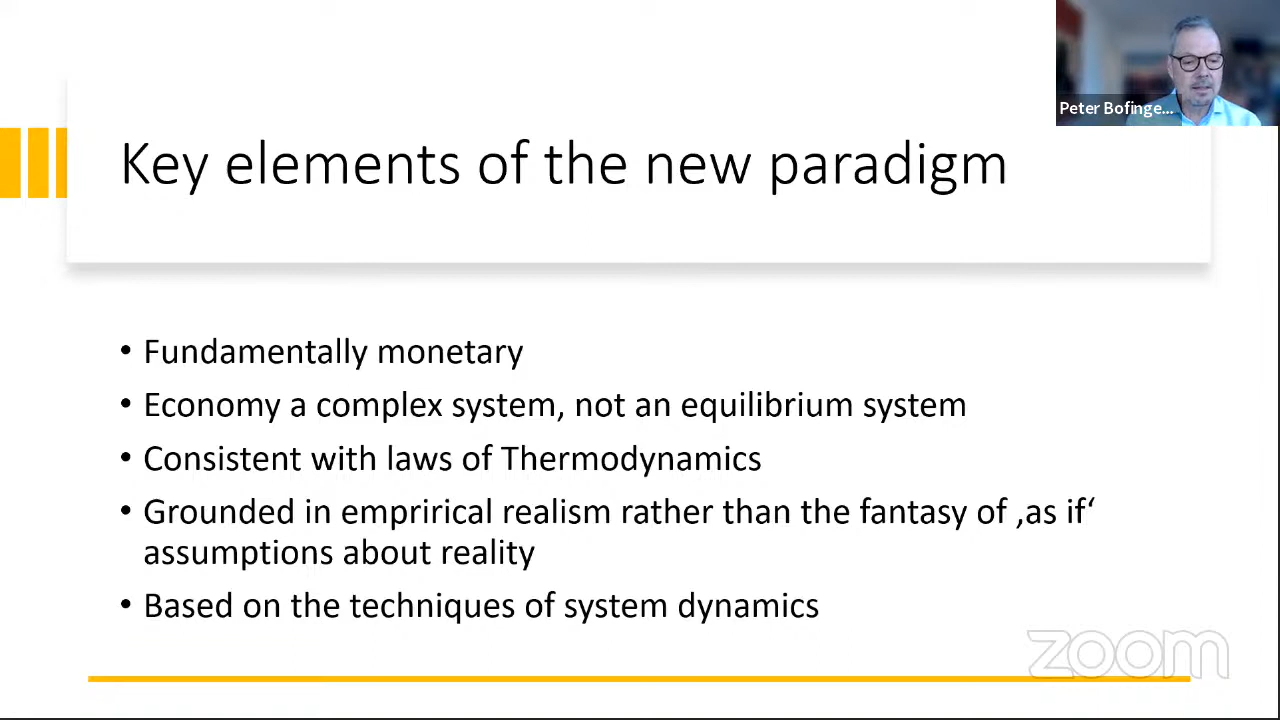 Peter Bofinge...
Key elements of the new paradigm
• Fundamentally monetary
• Economy a complex system, not an equilibrium system
• Consistent with laws of Thermodynamics
• Grounded in emprirical realism rather than the fantasy of ‚as if‘
assumptions about reality
• Based on the techniques of system dynamics
zoom